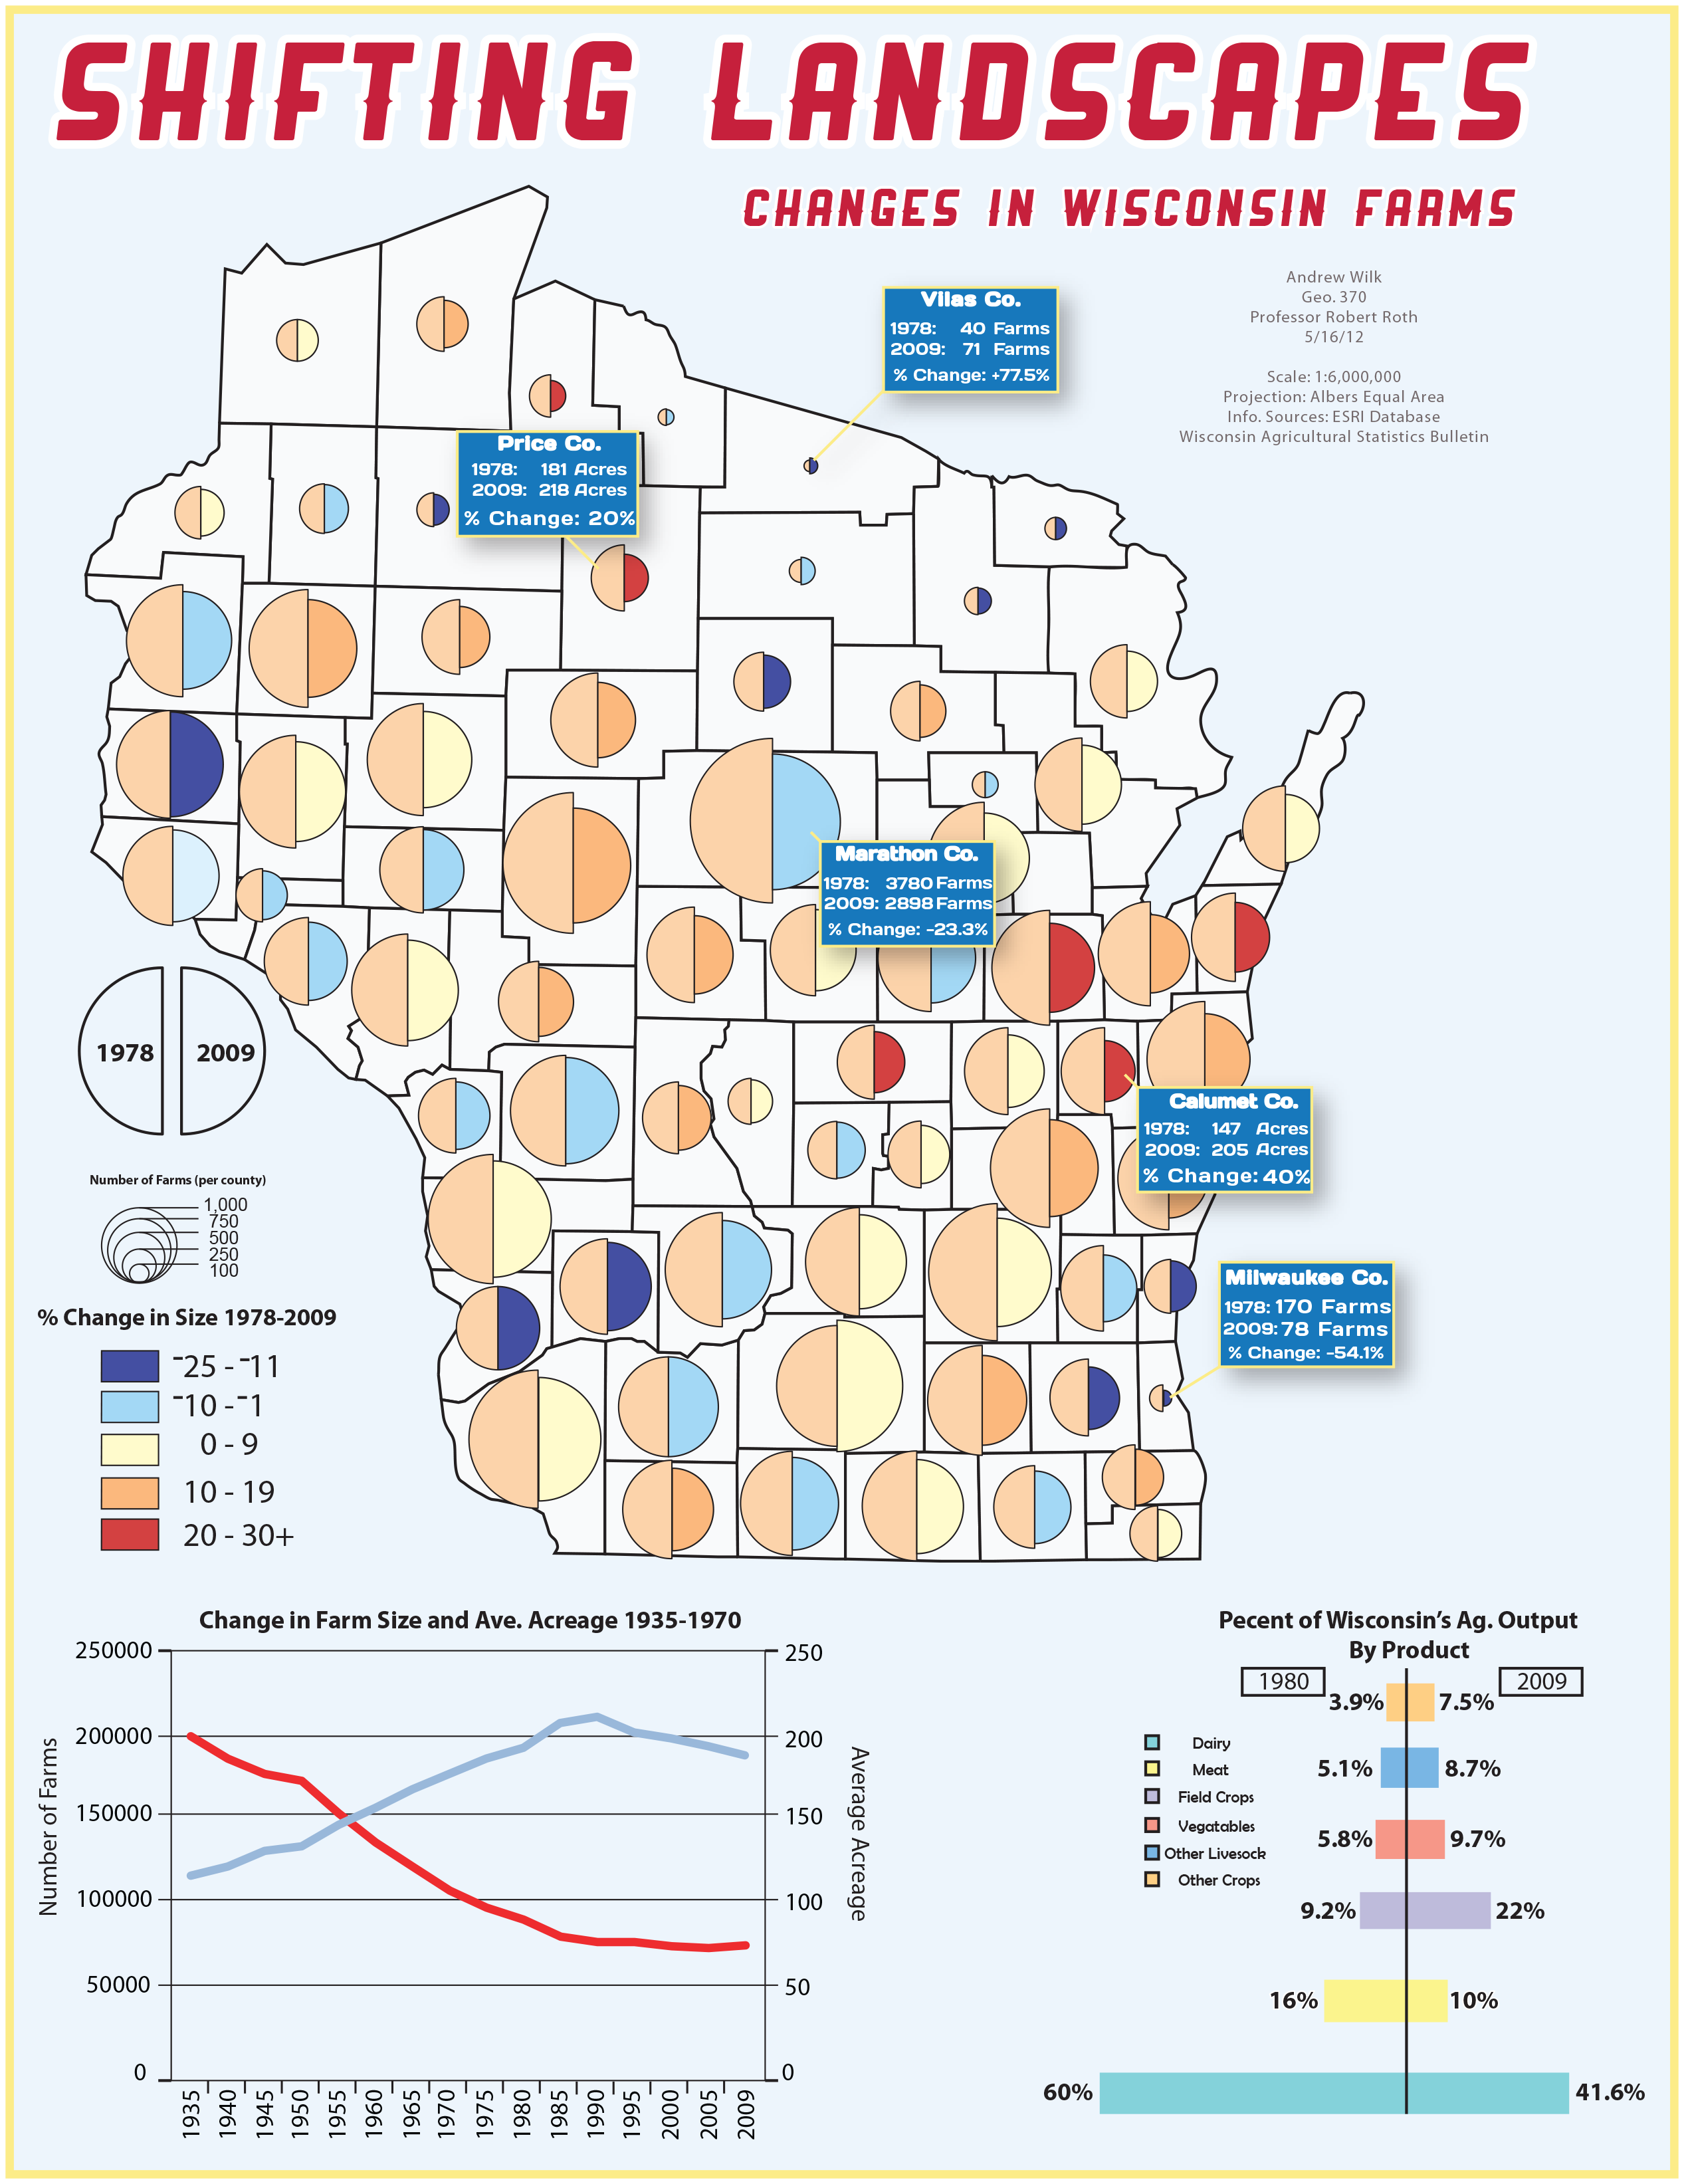 SHIFTING LANDSCAPES
CHANGES IN WISCONSIN FARMS
Andrew Wilk
Geo. 370
Professor Robert Roth
5/16/12
Scale: 1:6,000,000
Projection: Albers Equal Area
Info. Sources: ESRI Database
Wisconsin Agricultural Statistics Bulletin
Vilas Co.
1978: 40 Farms
2009: 71 Farms
% Change: +77.5%
Price Co.
1978: 181 Acres
2009: 218 Acres
% Change: 20%
Marathon Co.
1978: 3780 Farms
2009: 2898 Farms
% Change: -23.3%
Calumet Co.
1978: 147 Acres
2009: 205 Acres
% Change: 40%
Milwaukee Co.
1978: 170 Farms
2009: 78 Farms
% Change: -54.1%
1978 2009
Number of Farms (per county)
1,000
750
500
250
100
% Change in Size 1978-2009
-25 - -11
-10 - -1
0 - 9
10 - 19
20 - 30+
Change in Farm Size and Ave. Acreage 1935-1970
Number of Farms
250000
200000
150000
100000
50000
0
250
200
150
100
50
0
Average Acreage
1935 1940 1945 1950 1955 1960 1965 1970 1975 1980 1985 1990 1995 2000 2005 2009
Pecent of Wisconsin's Ag. Output
By Product
1980 2009
3.9% 7.5%
5.1% 8.7%
5.8% 9.7%
9.2% 22%
16% 10%
60% 41.6%
Dairy
Meat
Field Crops
Vegatables
Other Livesock
Other Crops